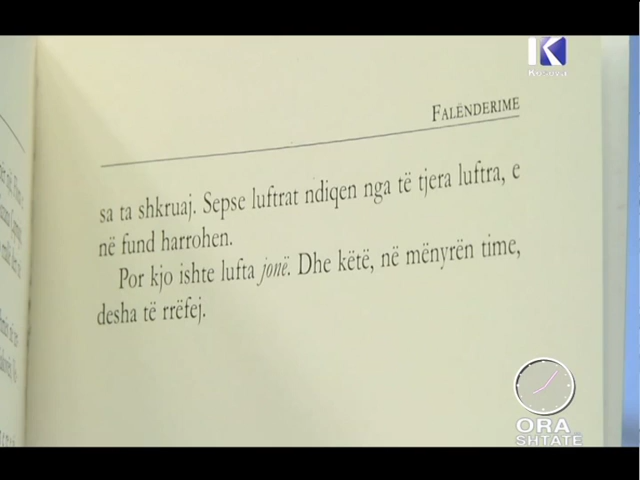 K
Kosova
FALËNDERIME
sa ta shkruaj. Sepse luftrat ndiqen nga të tjera luftra, e
në fund harrohen.
Por kjo ishte lufta jonë. Dhe këtë, në mënyrën time,
desha të rrëfej.
ORA
SHTATË